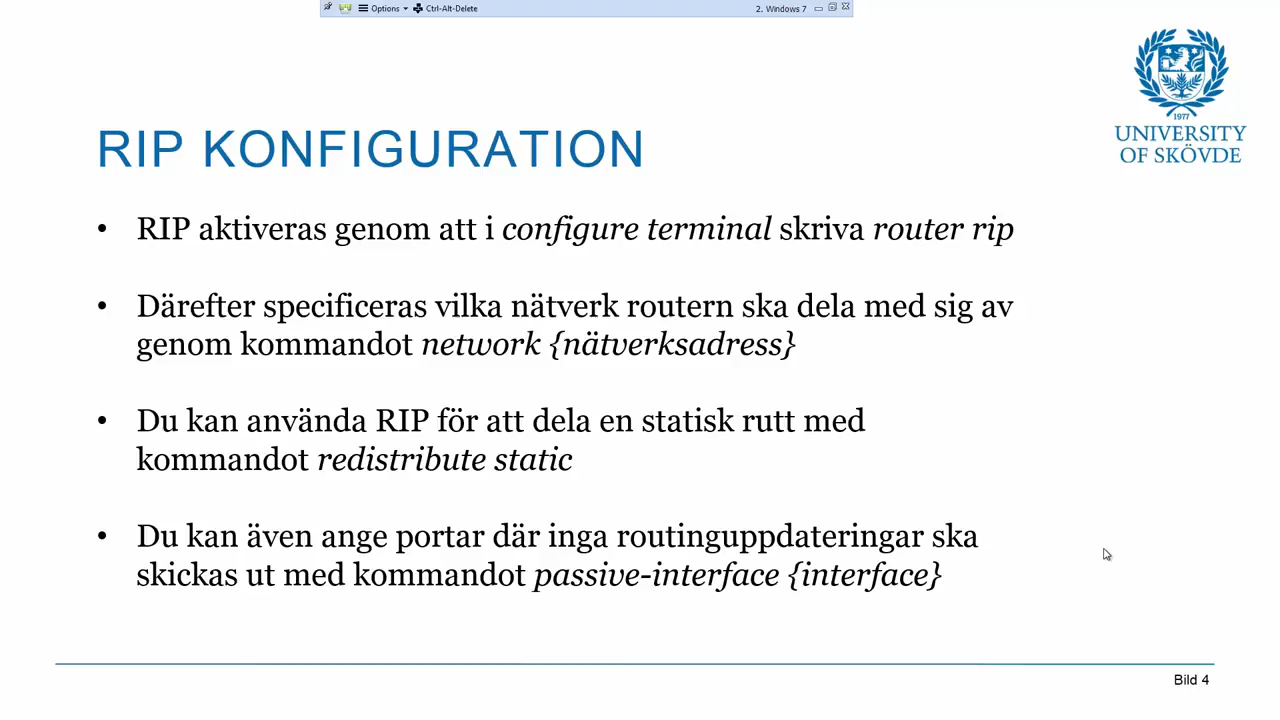 Options Ctrl-Alt-Delete 2. Windows 7
1977
UNIVERSITY
OF SKÖVDE
RIP KONFIGURATION
• RIP aktiveras genom att i configure terminal skriva router rip
• Därefter specificeras vilka nätverk routern ska dela med sig av
genom kommandot network {nätverksadress}
• Du kan använda RIP för att dela en statisk rutt med
kommandot redistribute static
• Du kan även ange portar där inga routinguppdateringar ska
skickas ut med kommandot passive-interface {interface}
Bild 4